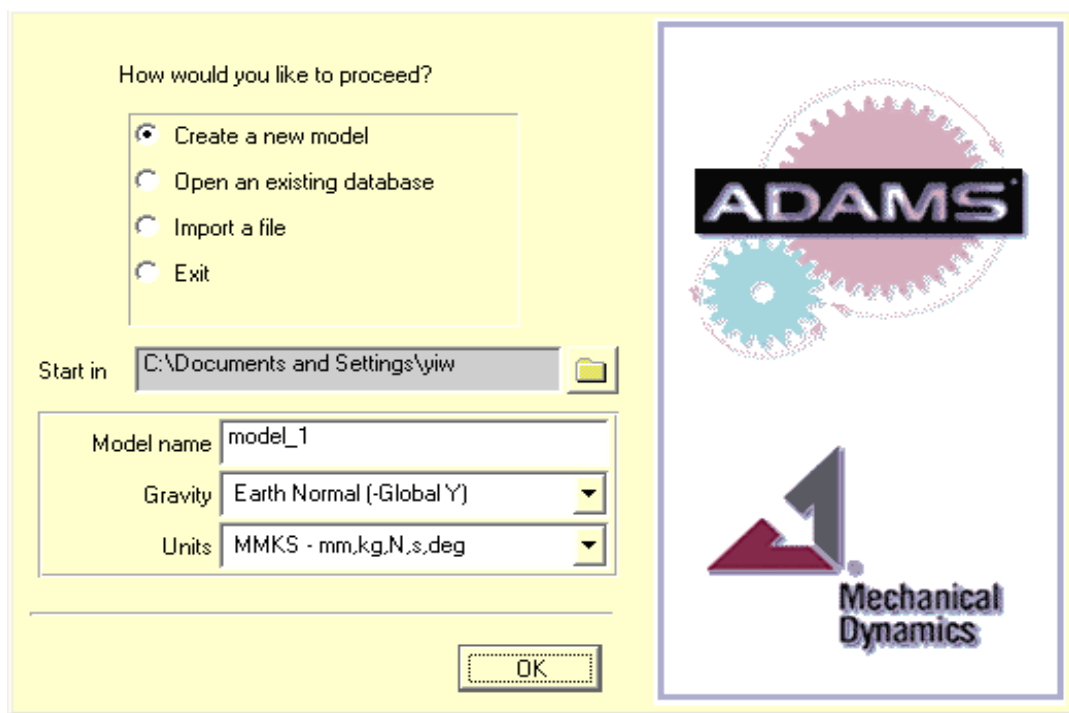 How would you like to proceed?
Create a new model
Open an existing database
Import a file
Exit
Start in C:\Documents and Settings\yiw
Model name model_1
Gravity Earth Normal (-Global Y)
Units MMKS - mm,kg,N,s,deg
OK
ADAMS
Mechanical
Dynamics